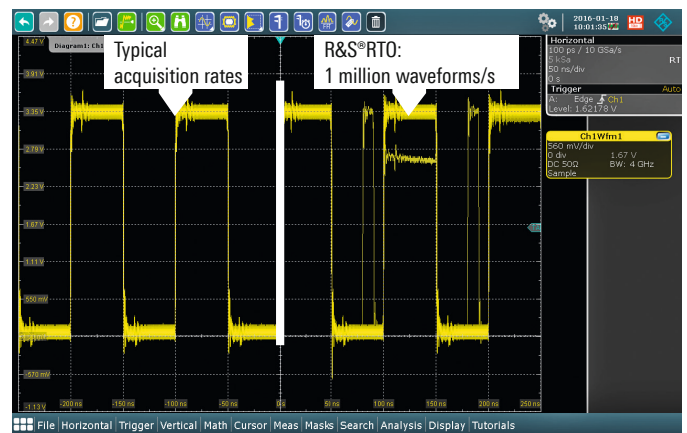 2016-01-18
10:01:35
HD
Horizontal
100 ps / 10 GSa/s
5 kSa
RT
50 ns/div
0 s
Trigger
Auto
A: Edge Ch1
Level: 1.62178 V
Ch1Wfm1
560 mV/div
0 div 1.67 V
DC 50Ω BW: 4 GHz
Sample
Diagram1: Ch1
Typical
acquisition rates
R&S®RTO:
1 million waveforms/s
4.47 V
3.91 V
3.35 V
2.79 V
2.23 V
1.67 V
1.11 V
550 mV
-570 mV
-1.13 V
-200 ns
-150 ns
-100 ns
-50 ns
0 s
50 ns
100 ns
150 ns
200 ns
250 ns
File Horizontal Trigger Vertical Math Cursor Meas Masks Search Analysis Display Tutorials